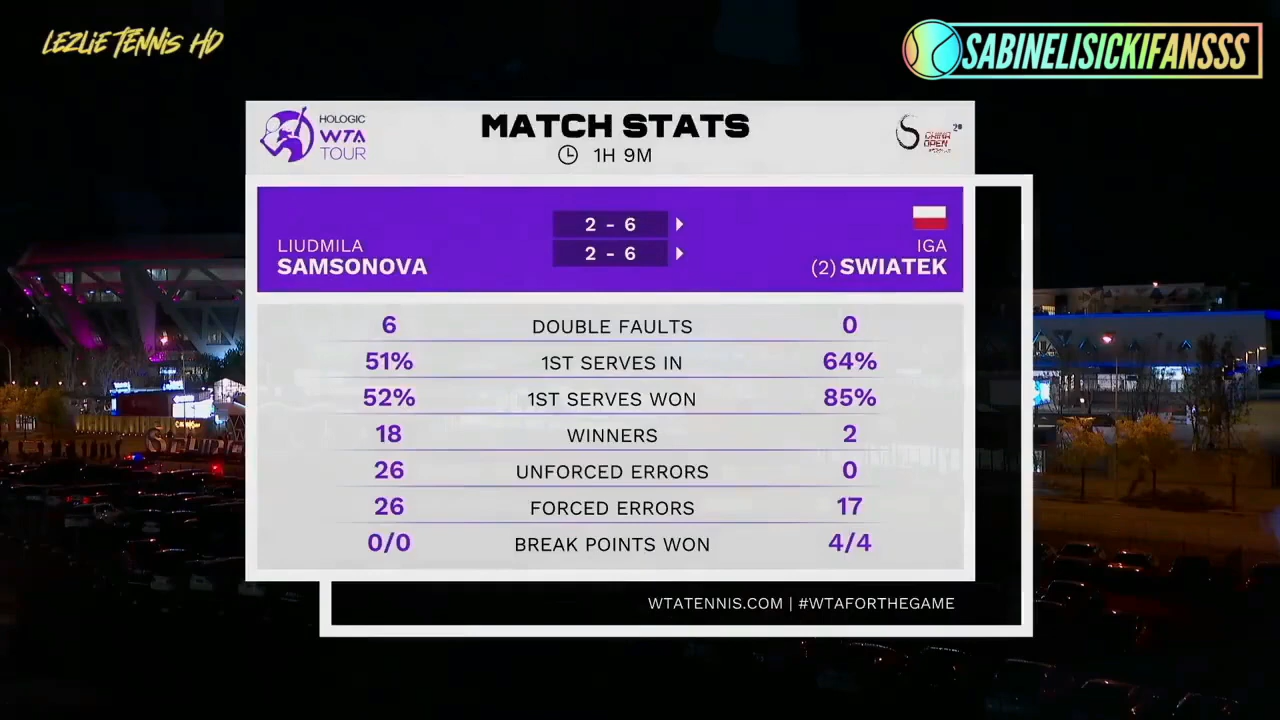 LEZLIE TENNIS HD
SABINELISICKIFANSSS
HOLOGIC
WTA
TOUR
MATCH STATS
1H 9M
CHINA
OPEN
LIUDMILA
SAMSONOVA
2 - 6
2 - 6
IGA
(2) SWIATEK
6 DOUBLE FAULTS 0
51% 1ST SERVES IN 64%
52% 1ST SERVES WON 85%
18 WINNERS 2
26 UNFORCED ERRORS 0
26 FORCED ERRORS 17
0/0 BREAK POINTS WON 4/4
WTATENNIS.COM | #WTAFORTHEGAME